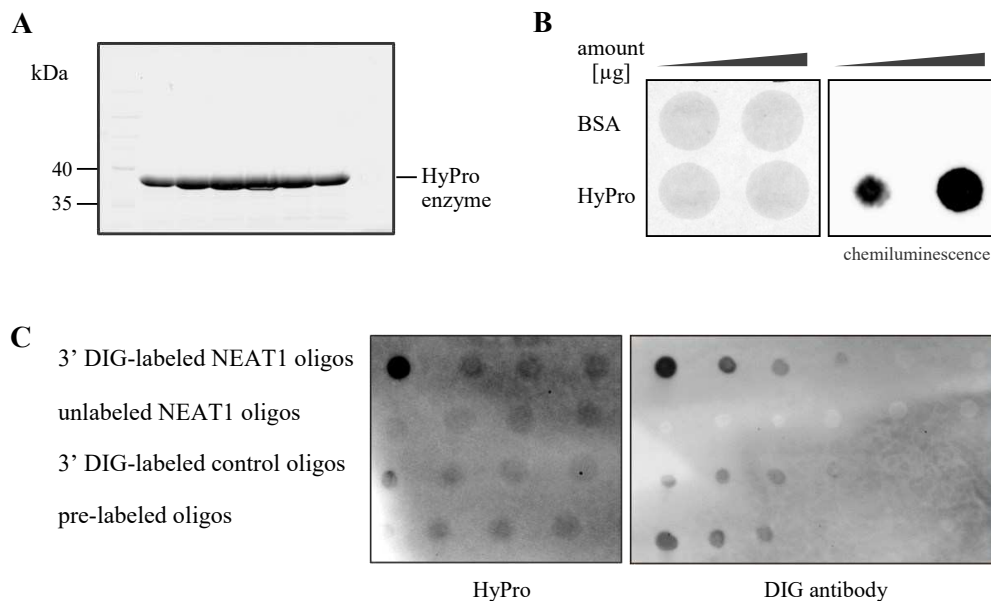 A
kDa
40
35
HyPro
enzyme
B
amount
[µg]
BSA
HyPro
chemiluminescence
C
3’ DIG-labeled NEAT1 oligos
unlabeled NEAT1 oligos
3’ DIG-labeled control oligos
pre-labeled oligos
HyPro
DIG antibody